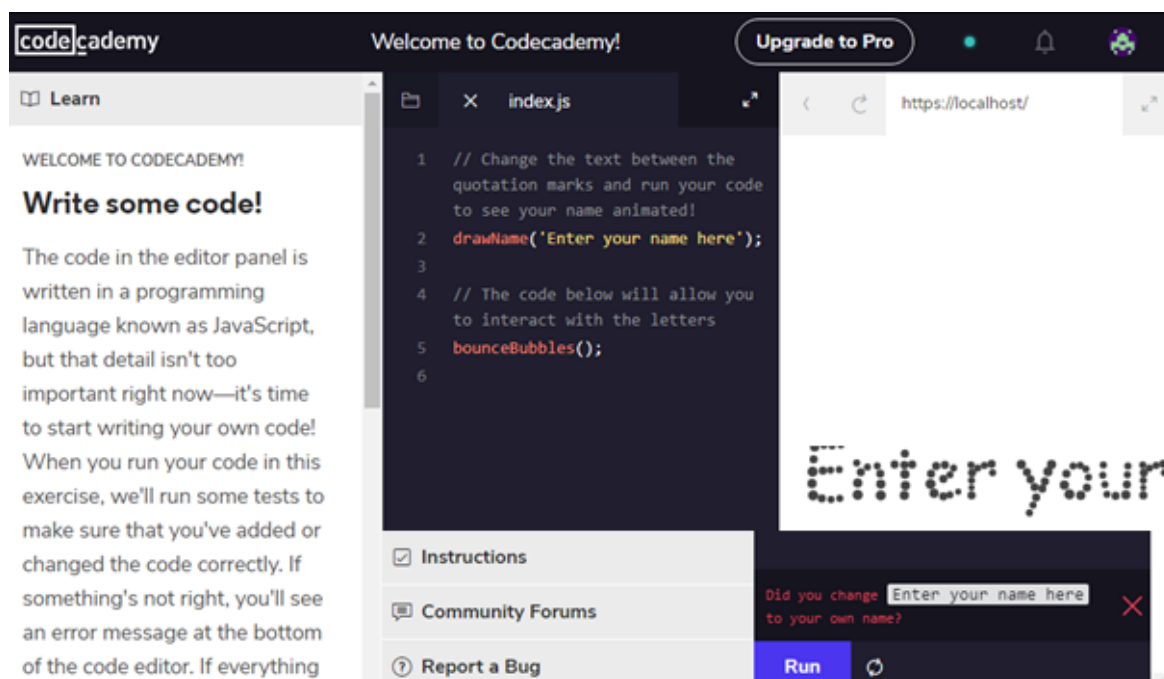 codecademy
Welcome to Codecademy!
Upgrade to Pro
Learn
WELCOME TO CODECADEMY!
Write some code!
The code in the editor panel is
written in a programming
language known as JavaScript,
but that detail isn't too
important right now—it's time
to start writing your own code!
When you run your code in this
exercise, we'll run some tests to
make sure that you've added or
changed the code correctly. If
something's not right, you'll see
an error message at the bottom
of the code editor. If everything
index.js
1 // Change the text between the
quotation marks and run your code
to see your name animated!
2 drawName('Enter your name here');
3
4 // The code below will allow you
to interact with the letters
5 bounceBubbles();
6
Instructions
Community Forums
Report a Bug
https://localhost/
Enter your
Did you change Enter your name here
to your own name?
Run